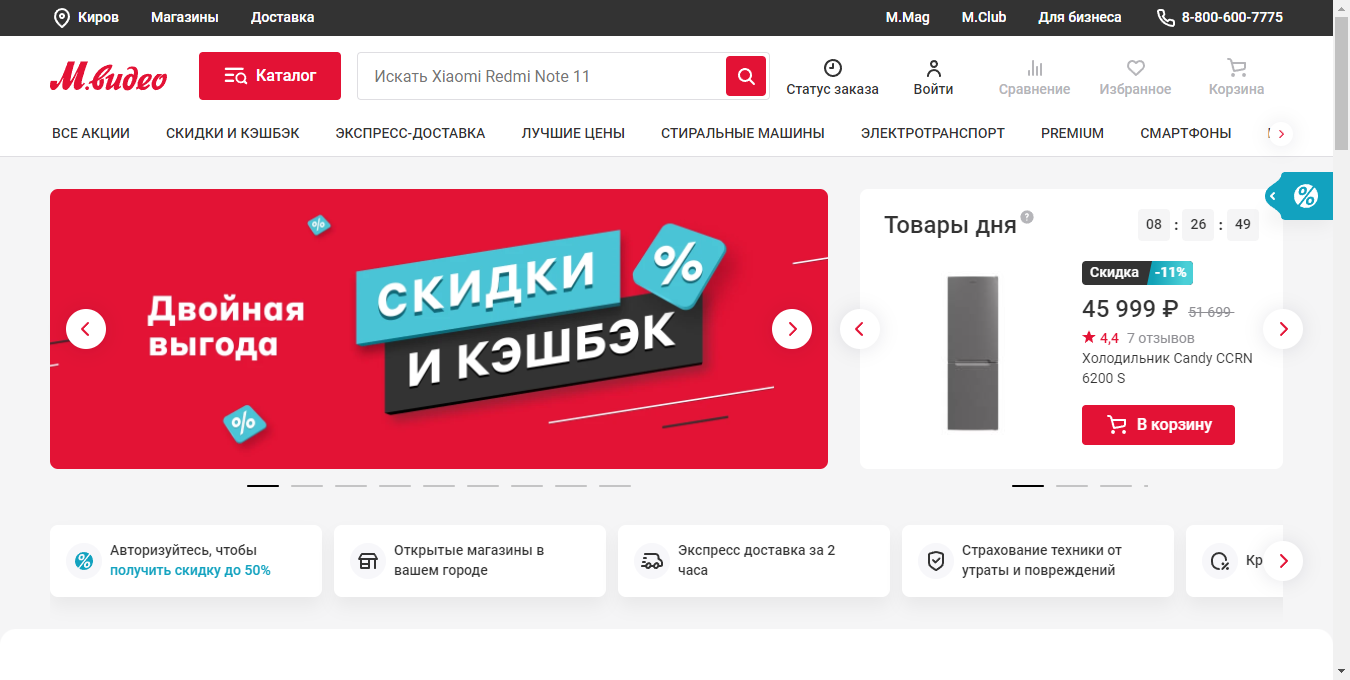 Киров Магазины Доставка M.Mag M.Club Для бизнеса 8-800-600-7775
М.видео Каталог Искать Xiaomi Redmi Note 11 Статус заказа Войти Сравнение Избранное Корзина
ВСЕ АКЦИИ СКИДКИ И КЭШБЭК ЭКСПРЕСС-ДОСТАВКА ЛУЧШИЕ ЦЕНЫ СТИРАЛЬНЫЕ МАШИНЫ ЭЛЕКТРОТРАНСПОРТ PREMIUM СМАРТФОНЫ
%
Двойная
выгода
СКИДКИ %
И КЭШБЭК
%
%
Товары дня ? 08 : 26 : 49
Скидка -11%
45 999 ₽ 51 699
4,4 7 отзывов
Холодильник Candy CCRN
6200 S
В корзину
Авторизуйтесь, чтобы
получить скидку до 50%
Открытые магазины в
вашем городе
Экспресс доставка за 2
часа
Страхование техники от
утраты и повреждений
Кр